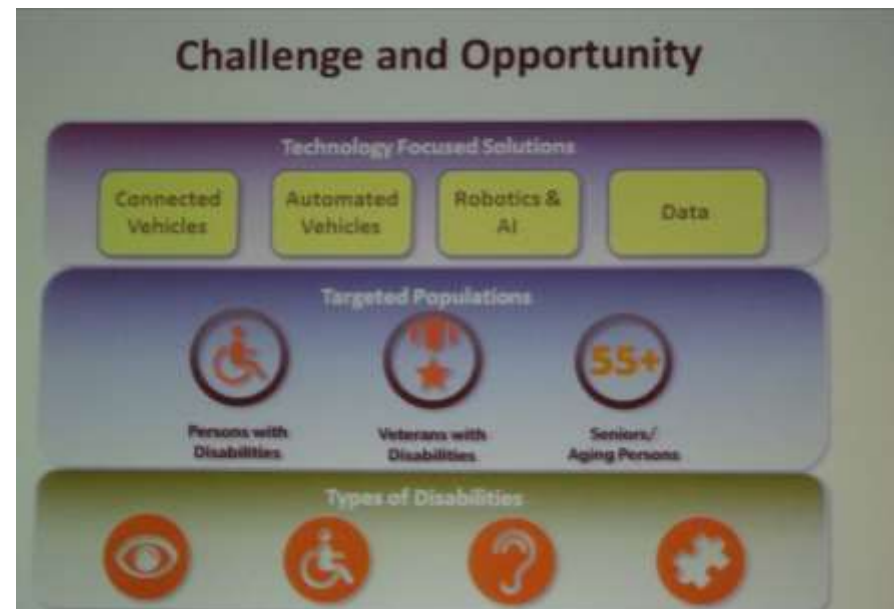 Challenge and Opportunity
Technology Focused Solutions
Connected
Vehicles
Automated
Vehicles
Robotics &
AI
Data
Targeted Populations
55+
Persons with
Disabilities
Veterans with
Disabilities
Seniors/
Aging Persons
Types of Disabilities